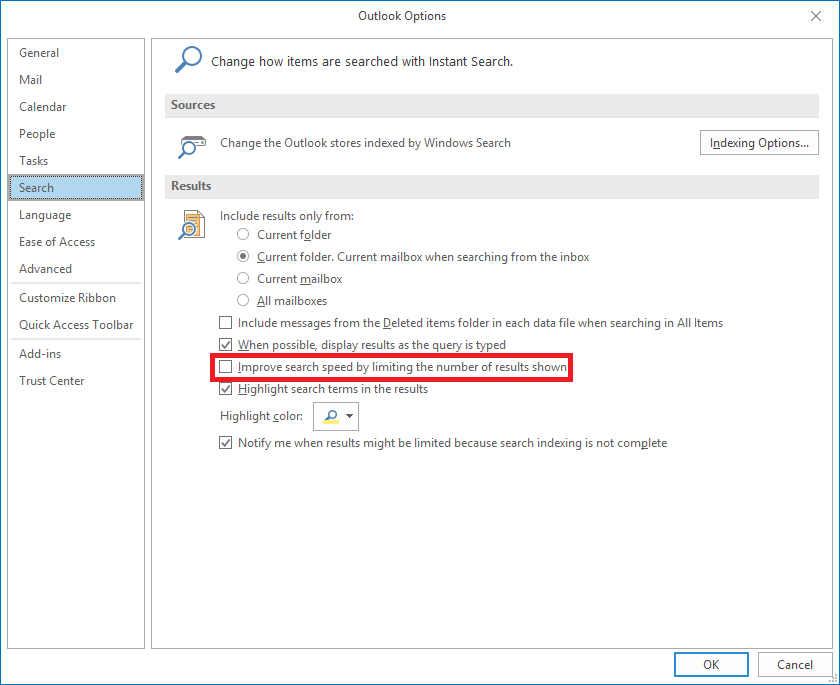 Outlook Options
General
Mail
Calendar
People
Tasks
Search
Language
Ease of Access
Advanced
Customize Ribbon
Quick Access Toolbar
Add-ins
Trust Center
Change how items are searched with Instant Search.
Sources
Change the Outlook stores indexed by Windows Search
Indexing Options...
Results
Include results only from:
Current folder
Current folder. Current mailbox when searching from the inbox
Current mailbox
All mailboxes
Include messages from the Deleted items folder in each data file when searching in All Items
When possible, display results as the query is typed
Improve search speed by limiting the number of results shown
Highlight search terms in the results
Highlight color:
Notify me when results might be limited because search indexing is not complete
OK
Cancel